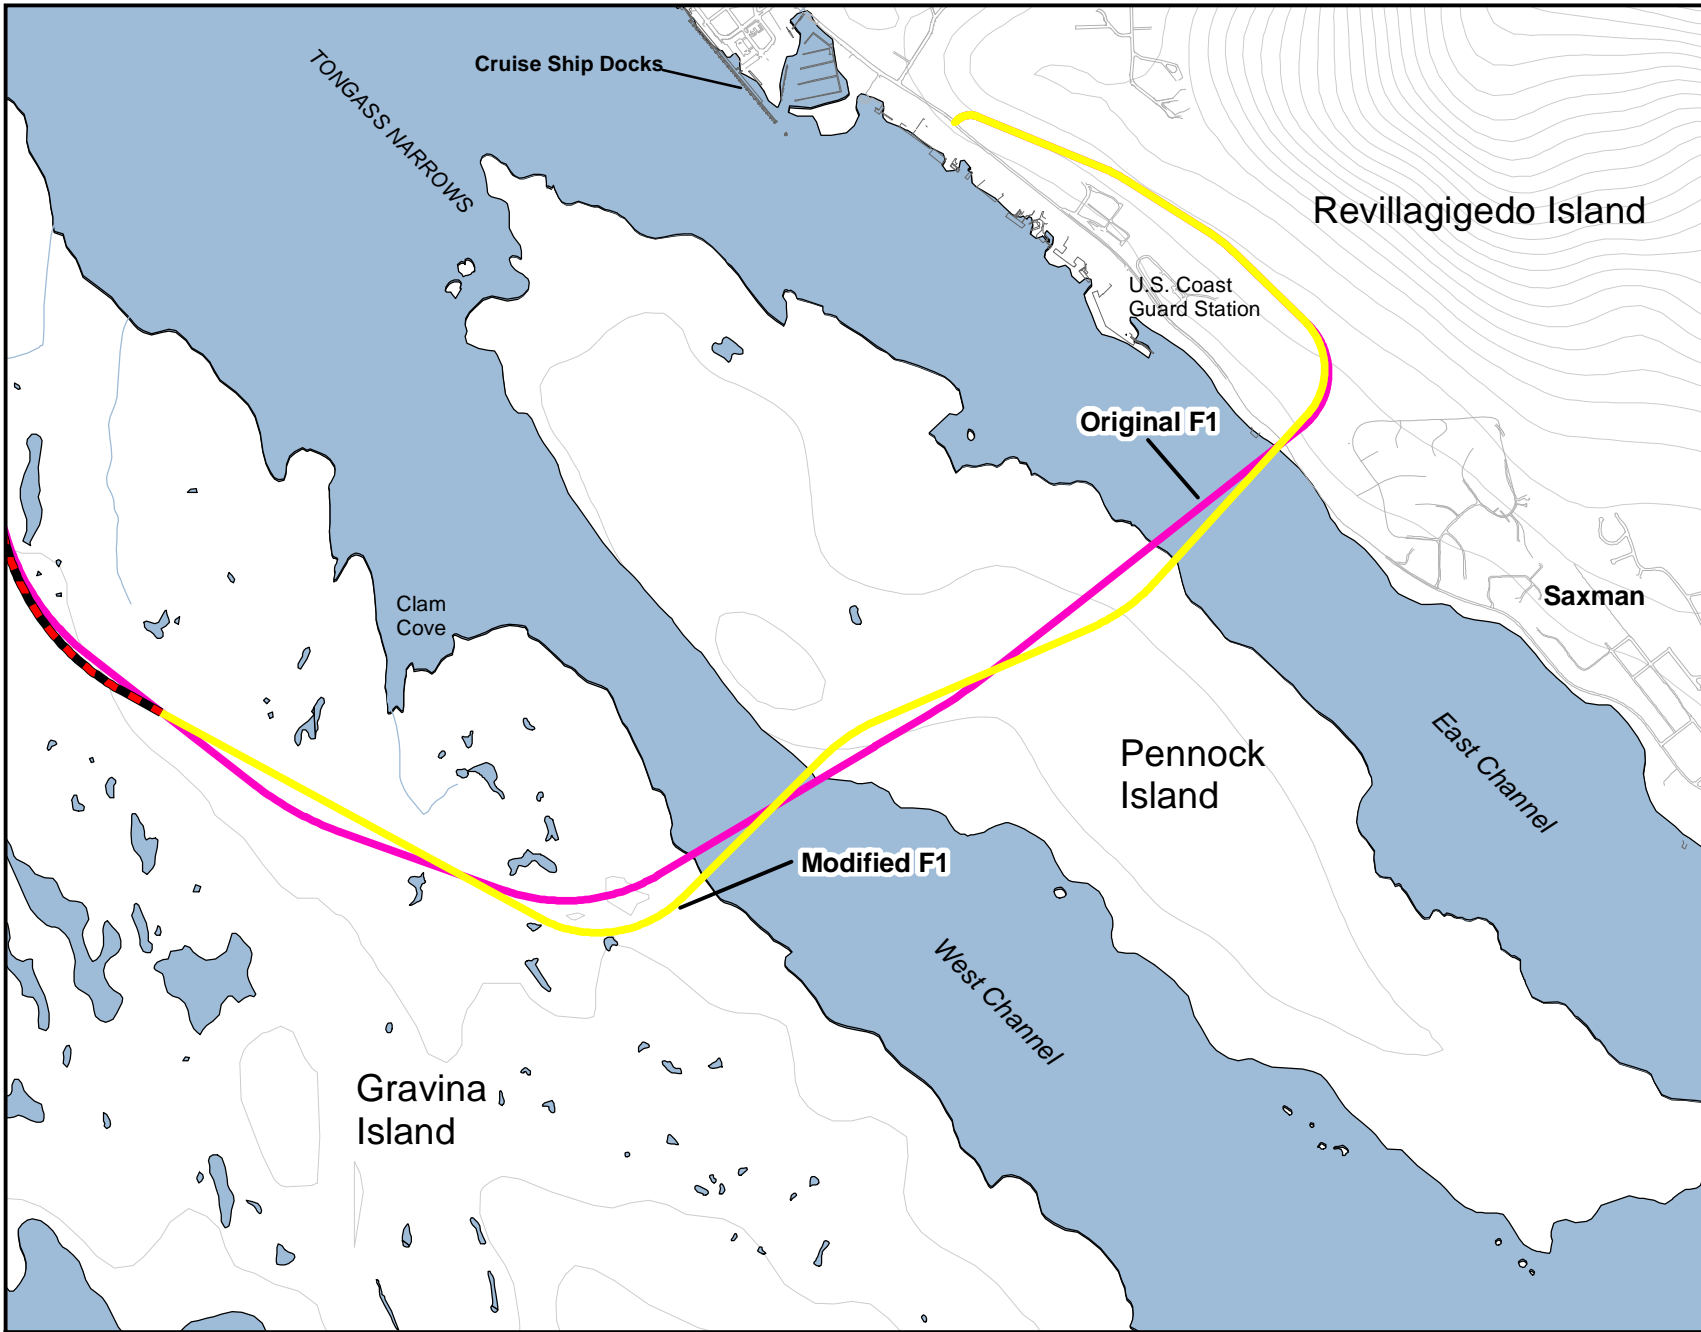 Cruise Ship Docks
TONGASS NARROWS
Revillagigedo Island
U.S. Coast
Guard Station
Original F1
Saxman
Clam
Cove
East Channel
Pennock
Island
Modified F1
West Channel
Gravina
Island